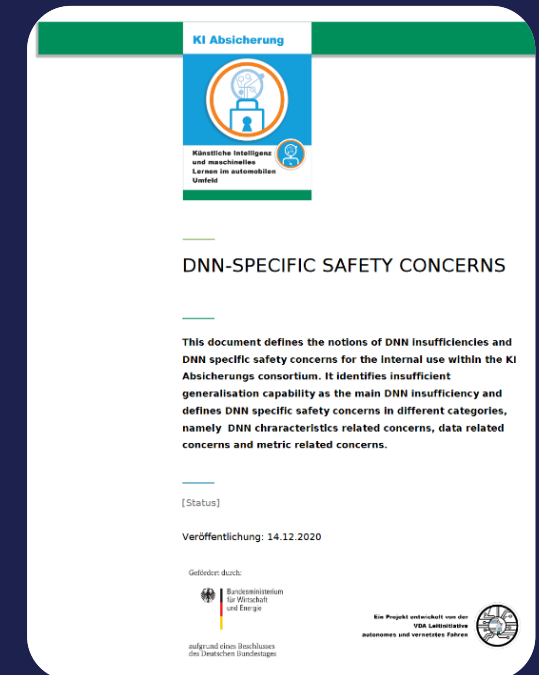 KI Absicherung
Künstliche Intelligenz
und maschinelles
Lernen im automobilen
Umfeld
DNN-SPECIFIC SAFETY CONCERNS
This document defines the notions of DNN insufficiencies and
DNN specific safety concerns for the internal use within the KI
Absicherungs consortium. It identifies insufficient
generalisation capability as the main DNN insufficiency and
defines DNN specific safety concerns in different categories,
namely DNN chraracteristics related concerns, data related
concerns and metric related concerns.
[Status]
Veröffentlichung: 14.12.2020
Gefördert durch:
Bundesministerium
für Wirtschaft
und Energie
aufgrund eines Beschlusses
des Deutschen Bundestages
Ein Projekt entwickelt von der
VDA Leitinitiative
autonomes und vernetztes Fahren